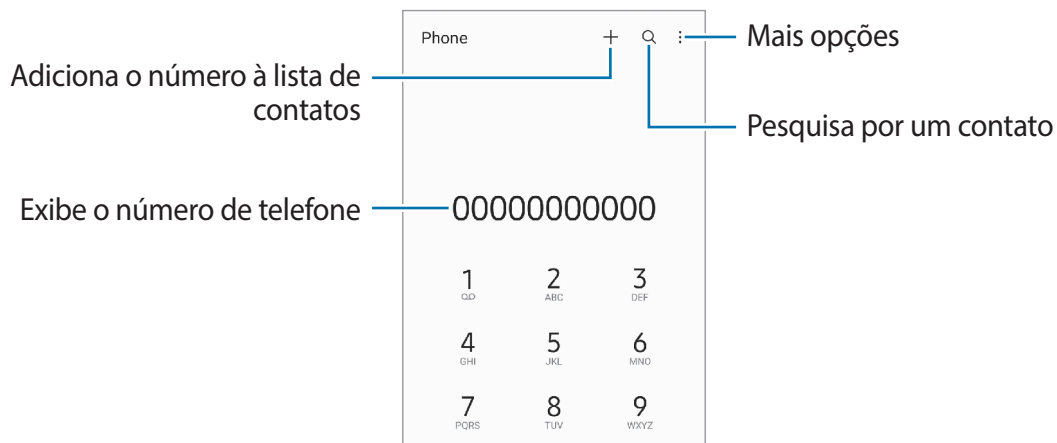 Phone
Mais opções
Adiciona o número à lista de
contatos
Pesquisa por um contato
Exibe o número de telefone
00000000000
1 2 3
ABC DEF
4 5 6
GHI JKL MNO
7 8 9
PQRS TUV WXYZ